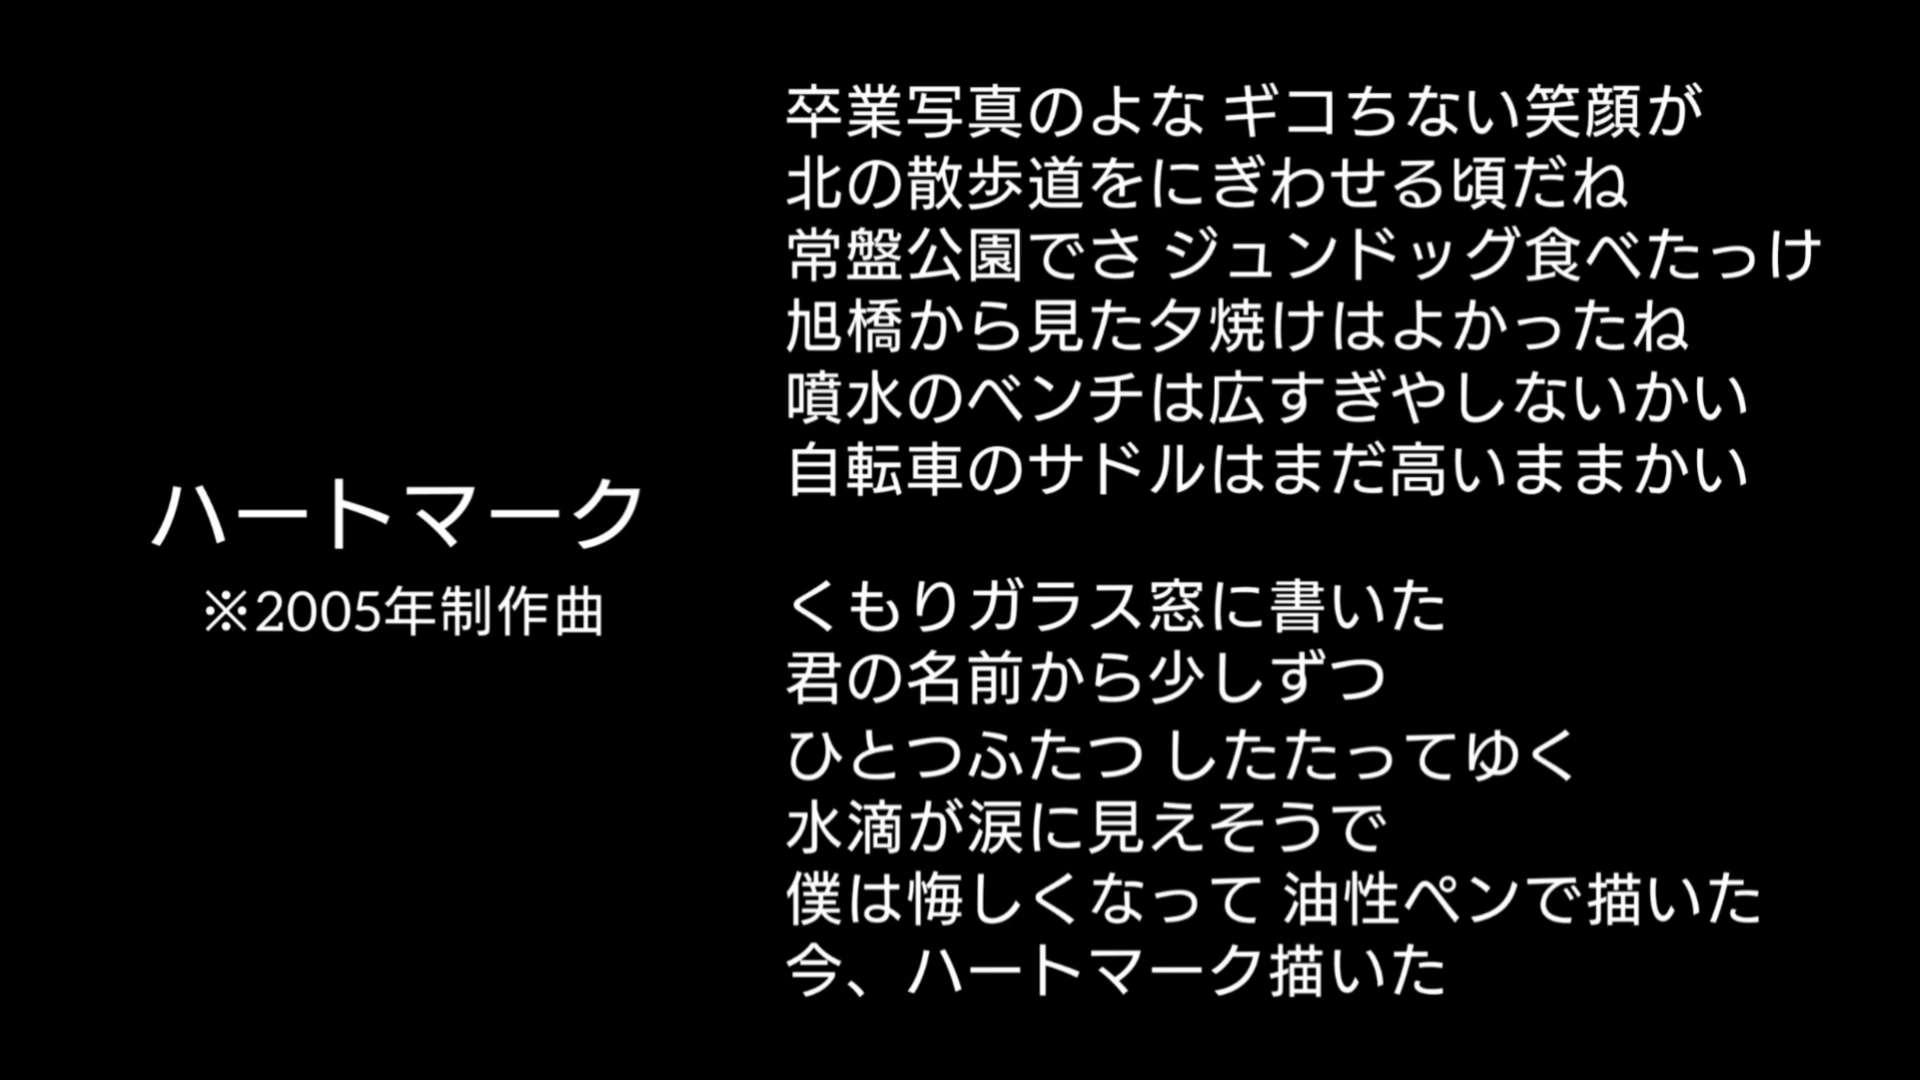 ハートマーク
※2005年制作曲
卒業写真のよな ギコちない笑顔が
北の散歩道をにぎわせる頃だね
常盤公園でさ ジュンドッグ食べたっけ
旭橋から見た夕焼けはよかったね
噴水のベンチは広すぎやしないかい
自転車のサドルはまだ高いままかい
くもりガラス窓に書いた
君の名前から少しずつ
ひとつふたつ したたってゆく
水滴が涙に見えそうで
僕は悔しくなって 油性ペンで描いた
今、ハートマーク描いた